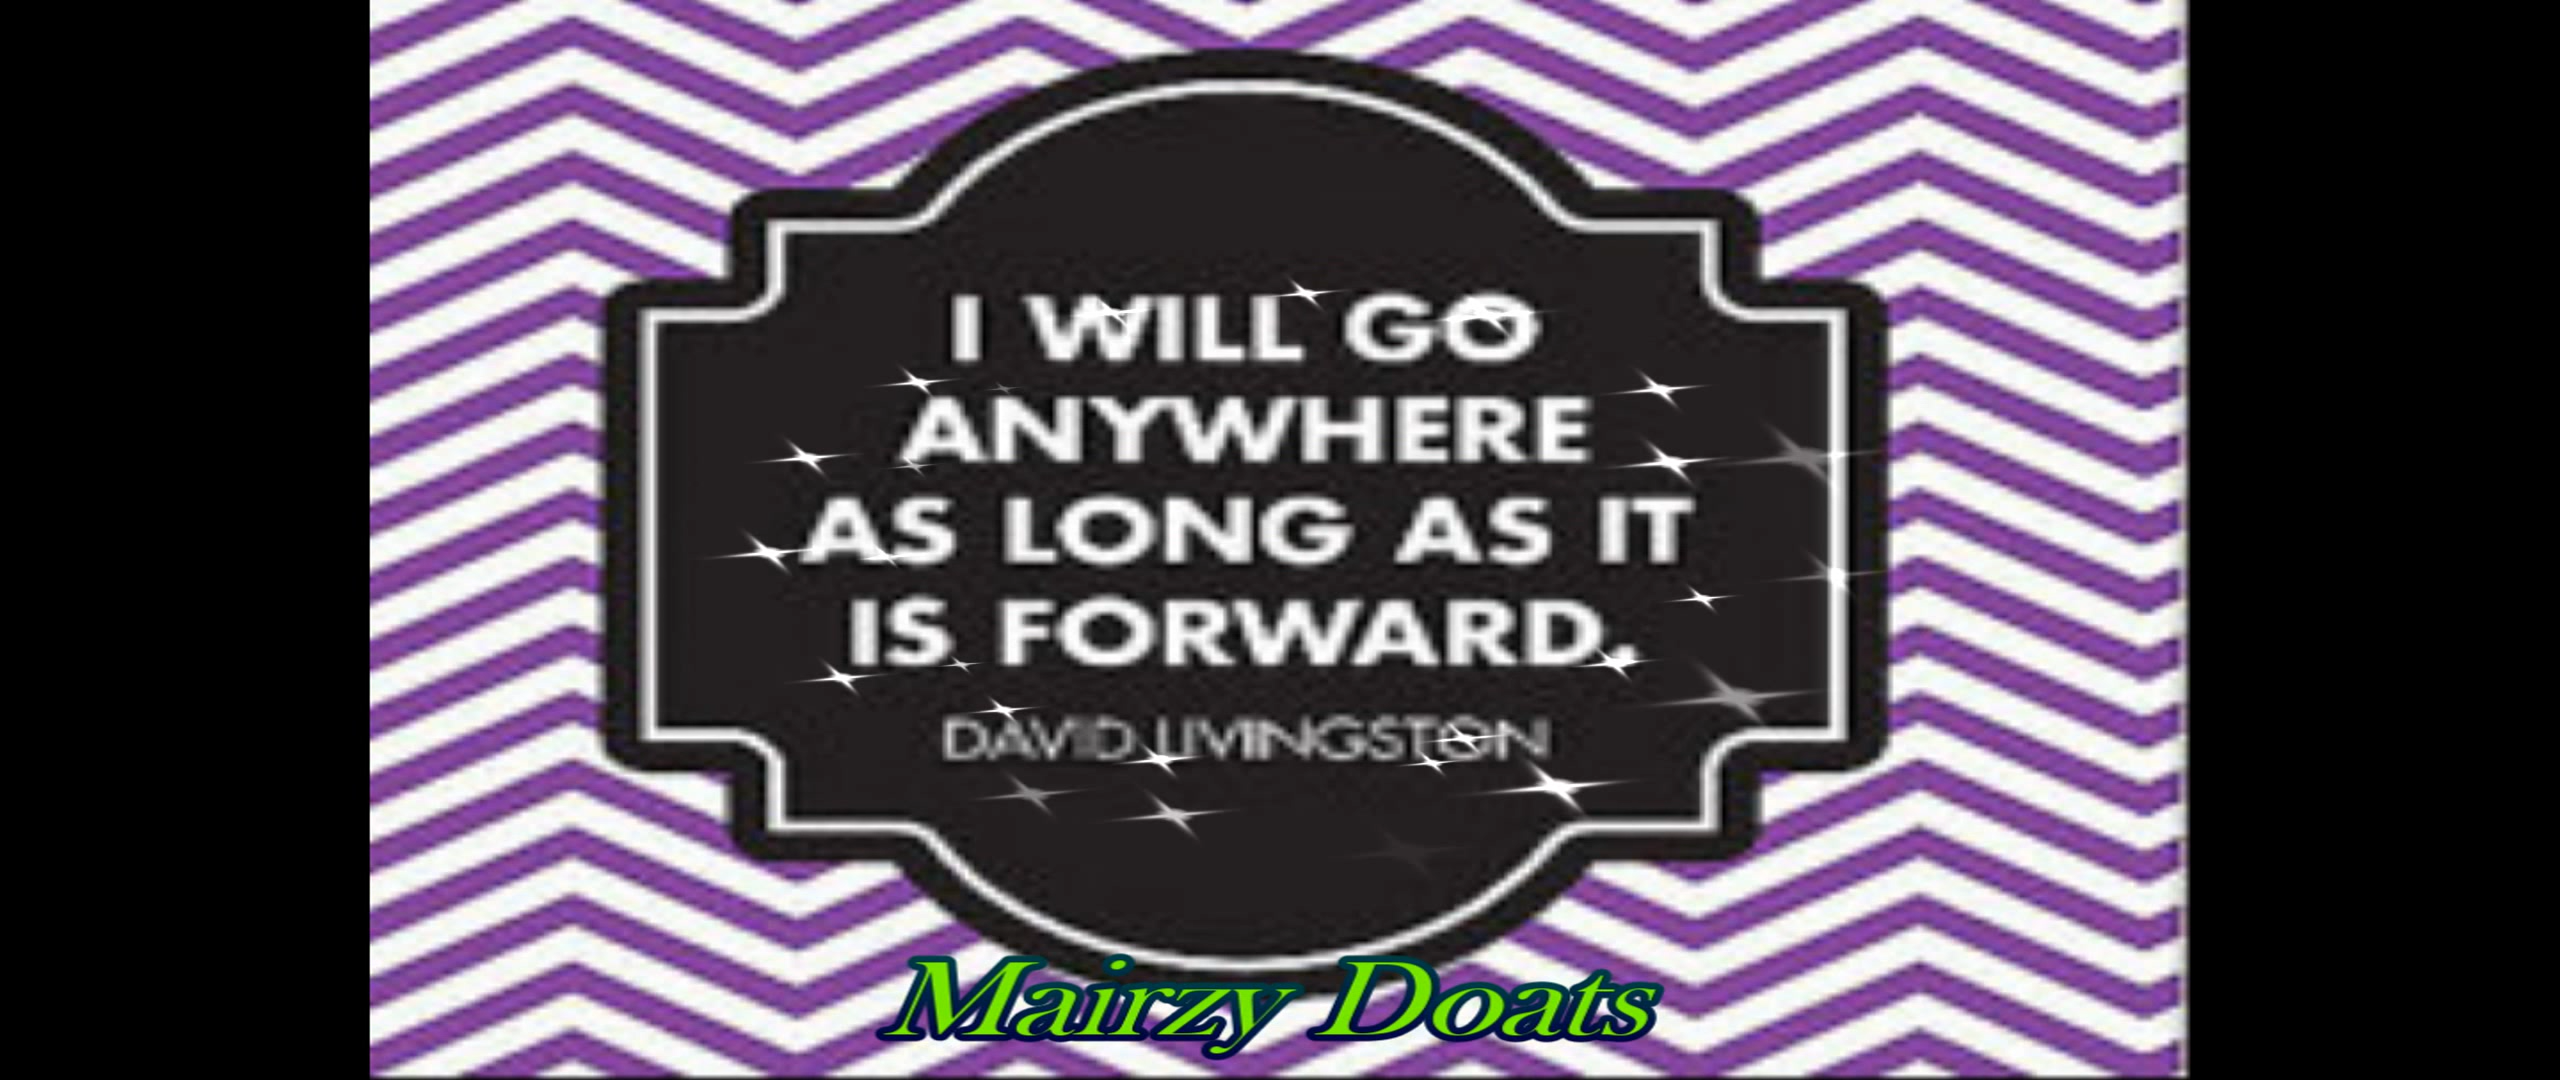 I WILL GO
ANYWHERE
AS LONG AS IT
IS FORWARD.
DAVID LIVINGSTON
Mairzy Doats